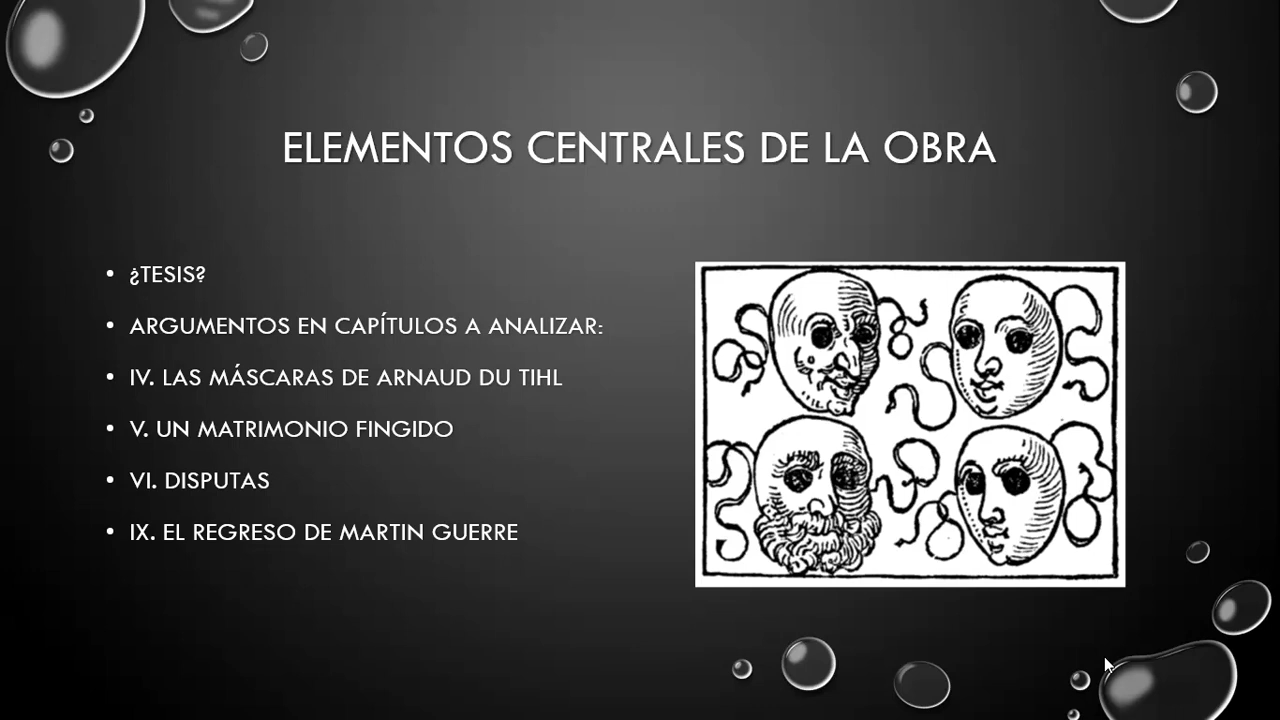 ELEMENTOS CENTRALES DE LA OBRA
• ¿TESIS?
• ARGUMENTOS EN CAPÍTULOS A ANALIZAR:
• IV. LAS MÁSCARAS DE ARNAUD DU TIHL
• V. UN MATRIMONIO FINGIDO
• VI. DISPUTAS
• IX. EL REGRESO DE MARTIN GUERRE